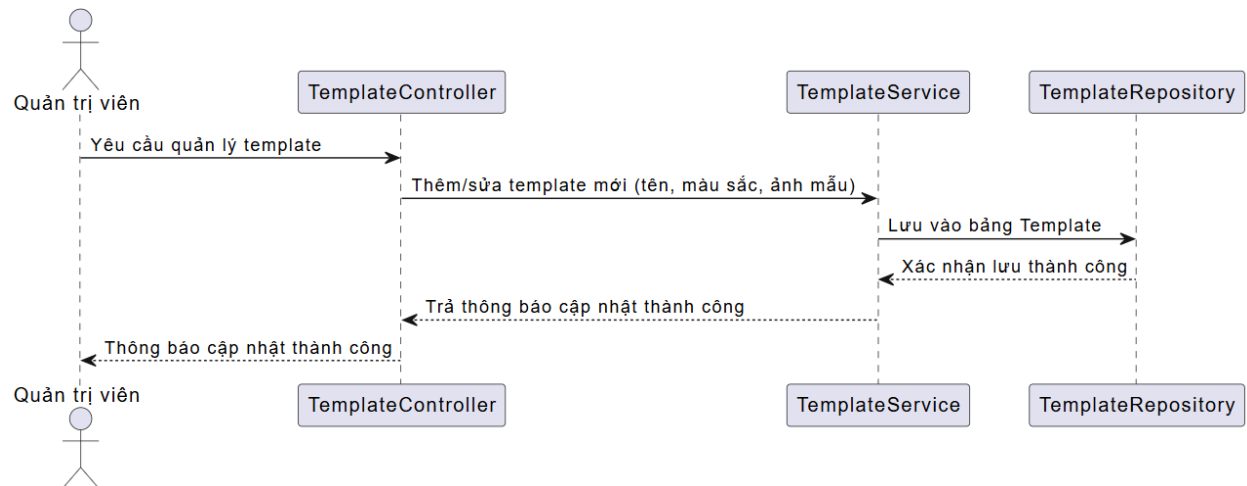 Quản trị viên
TemplateController
TemplateService
TemplateRepository
Yêu cầu quản lý template
Thêm/sửa template mới (tên, màu sắc, ảnh mẫu)
Lưu vào bảng Template
Xác nhận lưu thành công
Trả thông báo cập nhật thành công
Thông báo cập nhật thành công
Quản trị viên
TemplateController
TemplateService
TemplateRepository